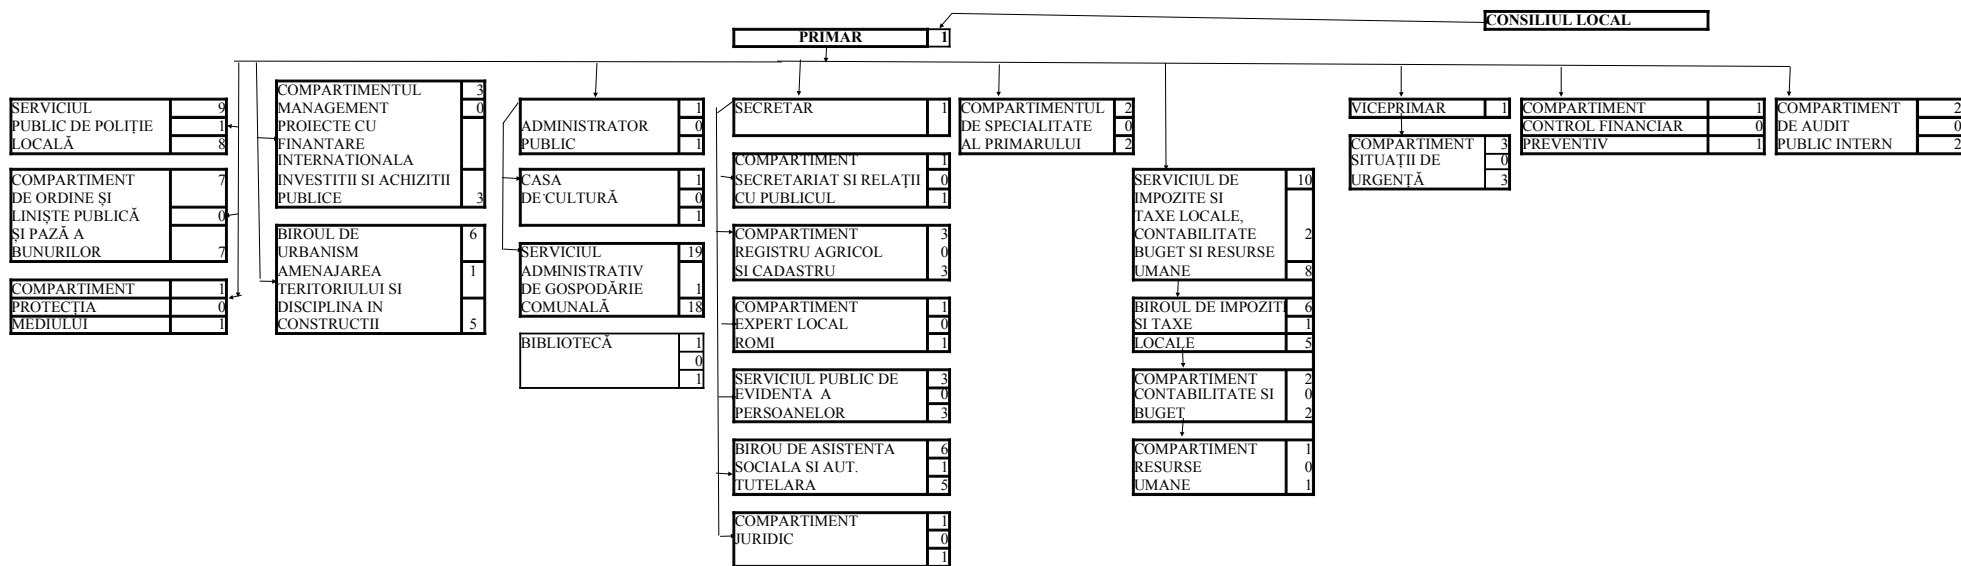 CONSILIUL LOCAL
PRIMAR 1
SERVICIUL 9
PUBLIC DE POLIȚIE 1
LOCALĂ 8
COMPARTIMENT 7
DE ORDINE ȘI
LINIȘTE PUBLICĂ 0
ȘI PAZĂ A
BUNURILOR 7
COMPARTIMENT 1
PROTECȚIA 0
MEDIULUI 1
COMPARTIMENTUL 3
MANAGEMENT 0
PROIECTE CU
FINANTARE
INTERNATIONALA
INVESTITII SI ACHIZITII
PUBLICE 3
BIROUL DE 6
URBANISM
AMENAJAREA 1
TERITORIULUI SI
DISCIPLINA IN
CONSTRUCTII 5
1
ADMINISTRATOR 0
PUBLIC 1
CASA 1
DE CULTURĂ 0
1
SERVICIUL 19
ADMINISTRATIV
DE GOSPODĂRIE 1
COMUNALĂ 18
BIBLIOTECĂ 1
0
1
SECRETAR 1
COMPARTIMENT 1
SECRETARIAT SI RELAȚII 0
CU PUBLICUL 1
COMPARTIMENT 3
REGISTRU AGRICOL 0
SI CADASTRU 3
COMPARTIMENT 1
EXPERT LOCAL 0
ROMI 1
SERVICIUL PUBLIC DE 3
EVIDENTA A 0
PERSOANELOR 3
BIROU DE ASISTENTA 6
SOCIALA SI AUT. 1
TUTELARA 5
COMPARTIMENT 1
JURIDIC 0
1
COMPARTIMENTUL 2
DE SPECIALITATE 0
AL PRIMARULUI 2
SERVICIUL DE 10
IMPOZITE SI
TAXE LOCALE,
CONTABILITATE 2
BUGET SI RESURSE
UMANE 8
BIROUL DE IMPOZITE 6
SI TAXE 1
LOCALE 5
COMPARTIMENT 2
CONTABILITATE SI 0
BUGET 2
COMPARTIMENT 1
RESURSE 0
UMANE 1
VICEPRIMAR 1
COMPARTIMENT 3
SITUAȚII DE 0
URGENȚĂ 3
COMPARTIMENT 1
CONTROL FINANCIAR 0
PREVENTIV 1
COMPARTIMENT 2
DE AUDIT 0
PUBLIC INTERN 2